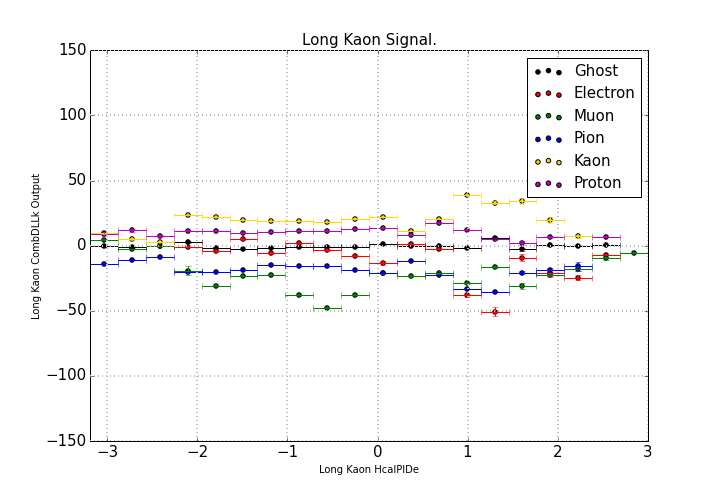 Long Kaon Signal.
150
100
50
0
−50
−100
−150
Long Kaon CombDLLk Output
Ghost
Electron
Muon
Pion
Kaon
Proton
−3 −2 −1 0 1 2 3
Long Kaon HcalPIDe